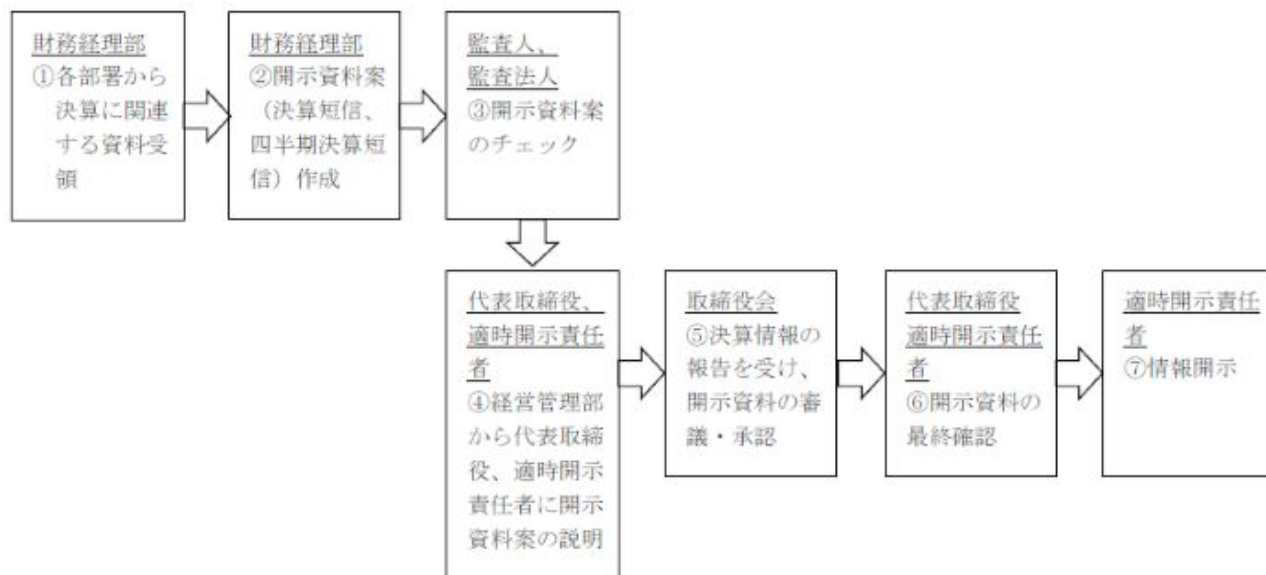 財務経理部
①各部署から
決算に関連
する資料受
領
財務経理部
②開示資料案
（決算短信、
四半期決算短
信）作成
監査人、
監査法人
③開示資料案
のチェック
代表取締役、
適時開示責任
者
④経営管理部
から代表取締
役、適時開示
責任者に開示
資料案の説明
取締役会
⑤決算情報の
報告を受け、
開示資料の審
議・承認
代表取締役
適時開示責任
者
⑥開示資料の
最終確認
適時開示責任
者
⑦情報開示